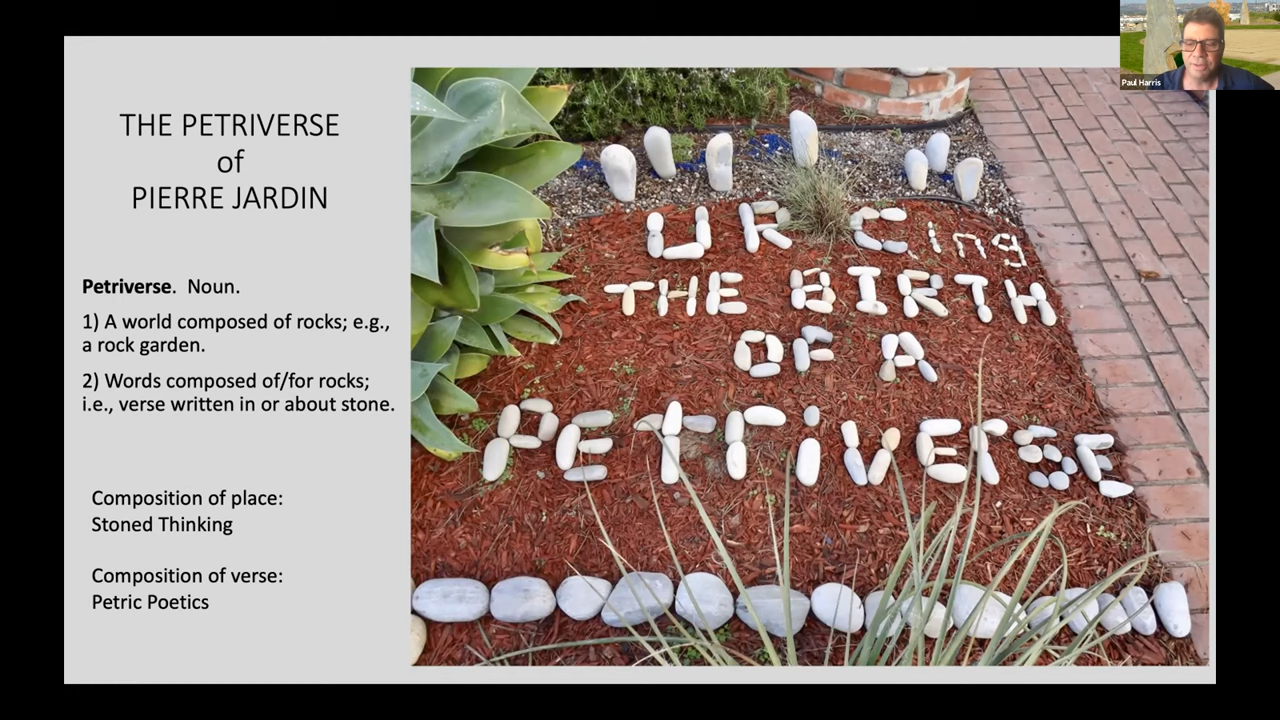 THE PETRIVERSE
of
PIERRE JARDIN
Petriverse. Noun.
1) A world composed of rocks; e.g.,
a rock garden.
2) Words composed of/for rocks;
i.e., verse written in or about stone.
Composition of place:
Stoned Thinking
Composition of verse:
Petric Poetics
UR Cing
THE BIRTH
OF A
PETriVErSE
Paul Harris